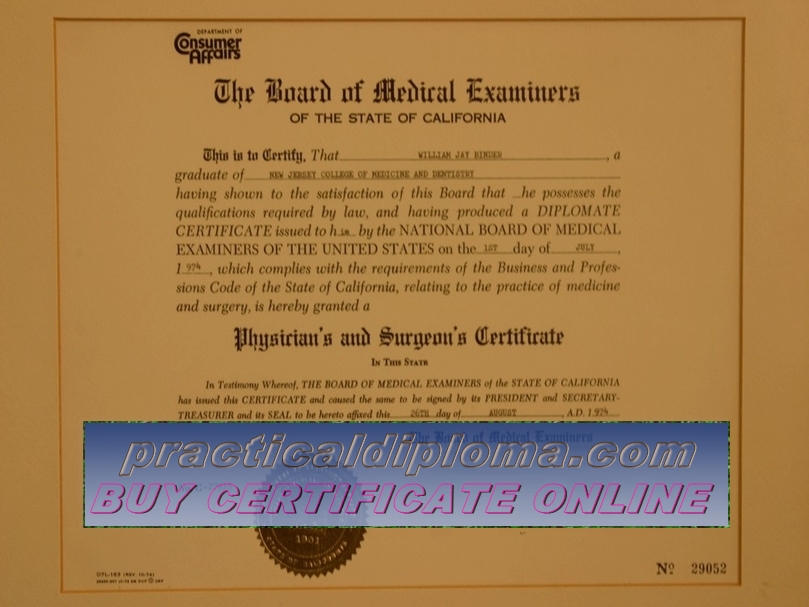 DEPARTMENT OF
Consumer
Affairs
The Board of Medical Examiners
OF THE STATE OF CALIFORNIA
This is to Certify, That WILLIAM JAY BINDER, a
graduate of NEW JERSEY COLLEGE OF MEDICINE AND DENTISTRY
having shown to the satisfaction of this Board that he possesses the
qualifications required by law, and having produced a DIPLOMATE
CERTIFICATE issued to him by the NATIONAL BOARD OF MEDICAL
EXAMINERS OF THE UNITED STATES on the 1ST day of JULY,
1974, which complies with the requirements of the Business and Profes-
sions Code of the State of California, relating to the practice of medicine
and surgery, is hereby granted a
Physician's and Surgeon's Certificate
IN THIS STATE
In Testimony Whereof, THE BOARD OF MEDICAL EXAMINERS of the STATE OF CALIFORNIA
has issued this CERTIFICATE and caused the same to be signed by its PRESIDENT and SECRETARY-
TREASURER and its SEAL to be hereto affixed this 26TH day of AUGUST, A.D. 1974
The Board of Medical Examiners
practicaldiploma.com
BUY CERTIFICATE ONLINE
1901
Nº 29052